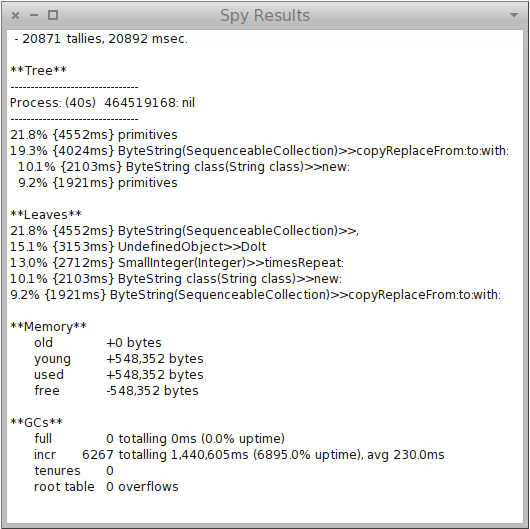 Spy Results
- 20871 tallies, 20892 msec.
**Tree**
--------------------------------
Process: (40s)  464519168: nil
--------------------------------
21.8% {4552ms} primitives
19.3% {4024ms} ByteString(SequenceableCollection)>>copyReplaceFrom:to:with:
10.1% {2103ms} ByteString class(String class)>>new:
9.2% {1921ms} primitives
**Leaves**
21.8% {4552ms} ByteString(SequenceableCollection)>>,
15.1% {3153ms} UndefinedObject>>DoIt
13.0% {2712ms} SmallInteger(Integer)>>timesRepeat:
10.1% {2103ms} ByteString class(String class)>>new:
9.2% {1921ms} ByteString(SequenceableCollection)>>copyReplaceFrom:to:with:
**Memory**
old +0 bytes
young +548,352 bytes
used +548,352 bytes
free -548,352 bytes
**GCs**
full 0 totalling 0ms (0.0% uptime)
incr 6267 totalling 1,440,605ms (6895.0% uptime), avg 230.0ms
tenures 0
root table 0 overflows